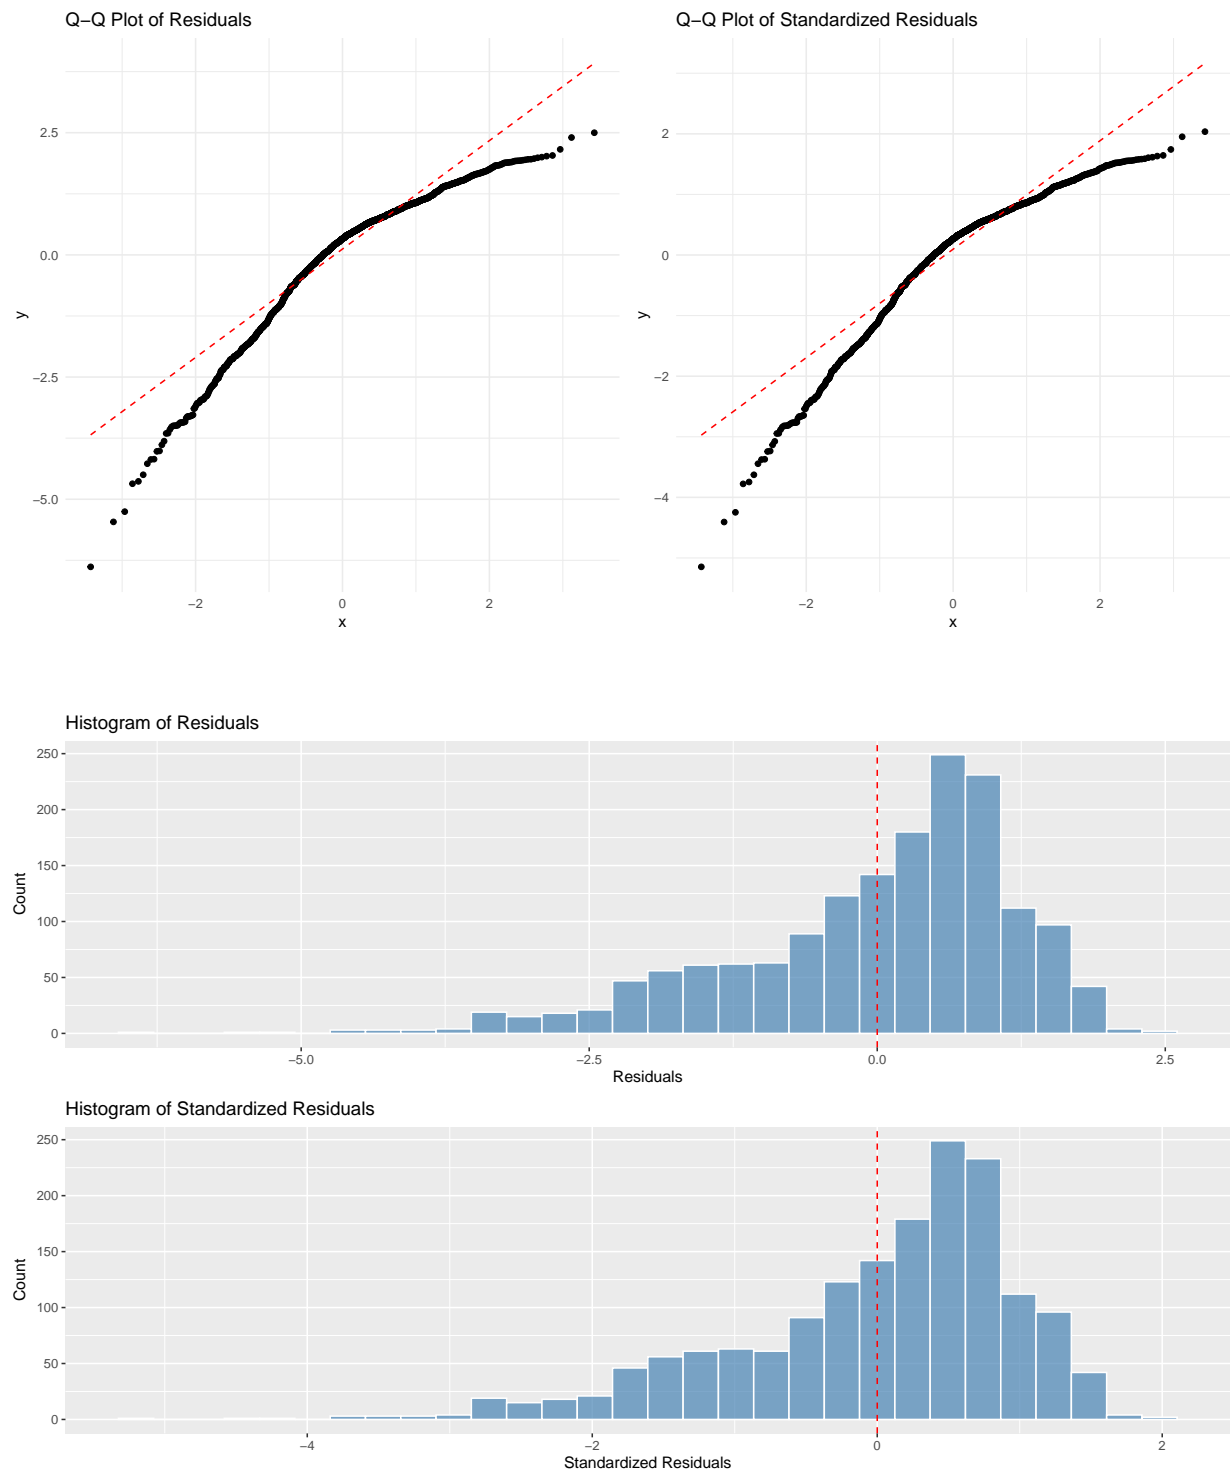 Q−Q Plot of Residuals
2.5
0.0
−2.5
−5.0
y
−2 0 2
x
Q−Q Plot of Standardized Residuals
2
0
−2
−4
y
−2 0 2
x
Histogram of Residuals
250
200
150
100
50
0
Count
−5.0 −2.5 0.0 2.5
Residuals
Histogram of Standardized Residuals
250
200
150
100
50
0
Count
−4 −2 0 2
Standardized Residuals